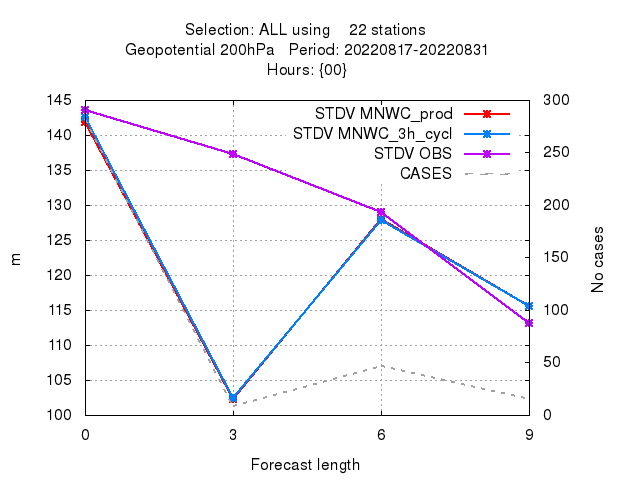 Selection: ALL using 22 stations
Geopotential 200hPa Period: 20220817-20220831
Hours: {00}
145
140
135
130
125
120
115
110
105
100
300
250
200
150
100
50
0
STDV MNWC_prod
STDV MNWC_3h_cycl
STDV OBS
CASES
m
No cases
0 3 6 9
Forecast length